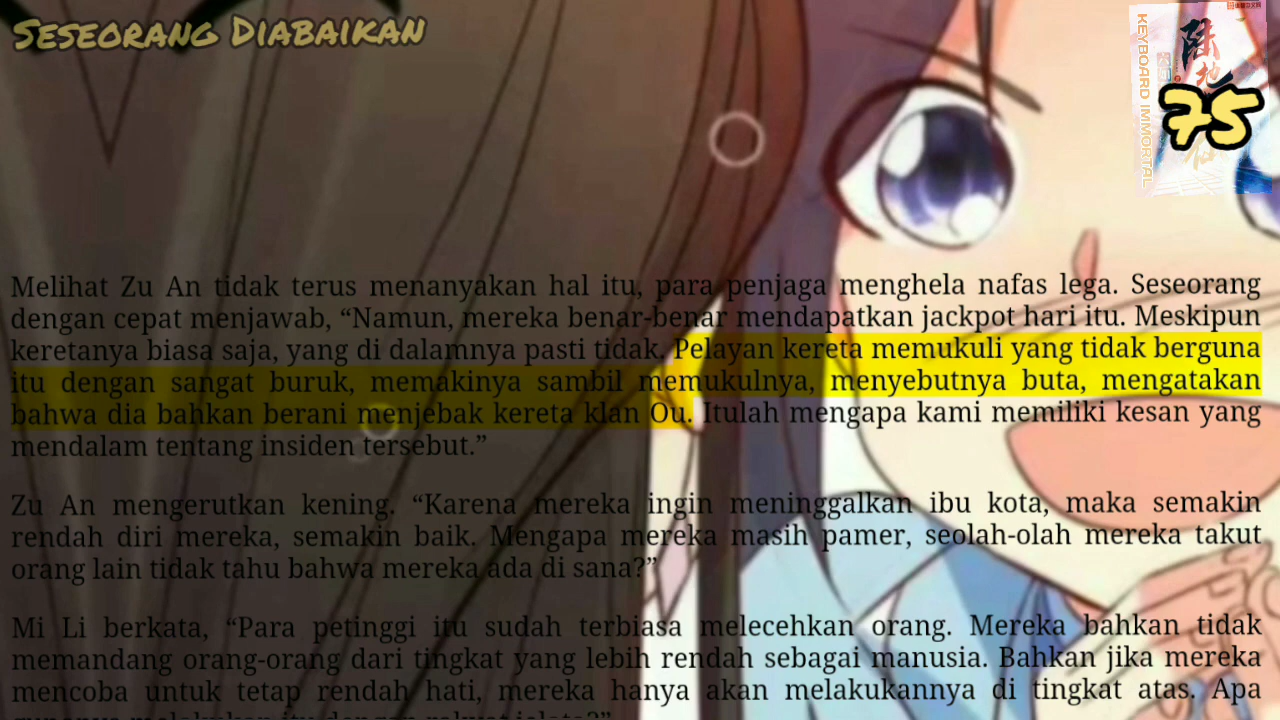 Seseorang Diabaikan
KEYBOARD IMMORTAL
75
Melihat Zu An tidak terus menanyakan hal itu, para penjaga menghela nafas lega. Seseorang
dengan cepat menjawab, “Namun, mereka benar-benar mendapatkan jackpot hari itu. Meskipun
keretanya biasa saja, yang di dalamnya pasti tidak. Pelayan kereta memukuli yang tidak berguna
itu dengan sangat buruk, memakinya sambil memukulnya, menyebutnya buta, mengatakan
bahwa dia bahkan berani menjebak kereta klan Ou. Itulah mengapa kami memiliki kesan yang
mendalam tentang insiden tersebut.”
Zu An mengerutkan kening. “Karena mereka ingin meninggalkan ibu kota, maka semakin
rendah diri mereka, semakin baik. Mengapa mereka masih pamer, seolah-olah mereka takut
orang lain tidak tahu bahwa mereka ada di sana?”
Mi Li berkata, “Para petinggi itu sudah terbiasa melecehkan orang. Mereka bahkan tidak
memandang orang-orang dari tingkat yang lebih rendah sebagai manusia. Bahkan jika mereka
mencoba untuk tetap rendah hati, mereka hanya akan melakukannya di tingkat atas. Apa